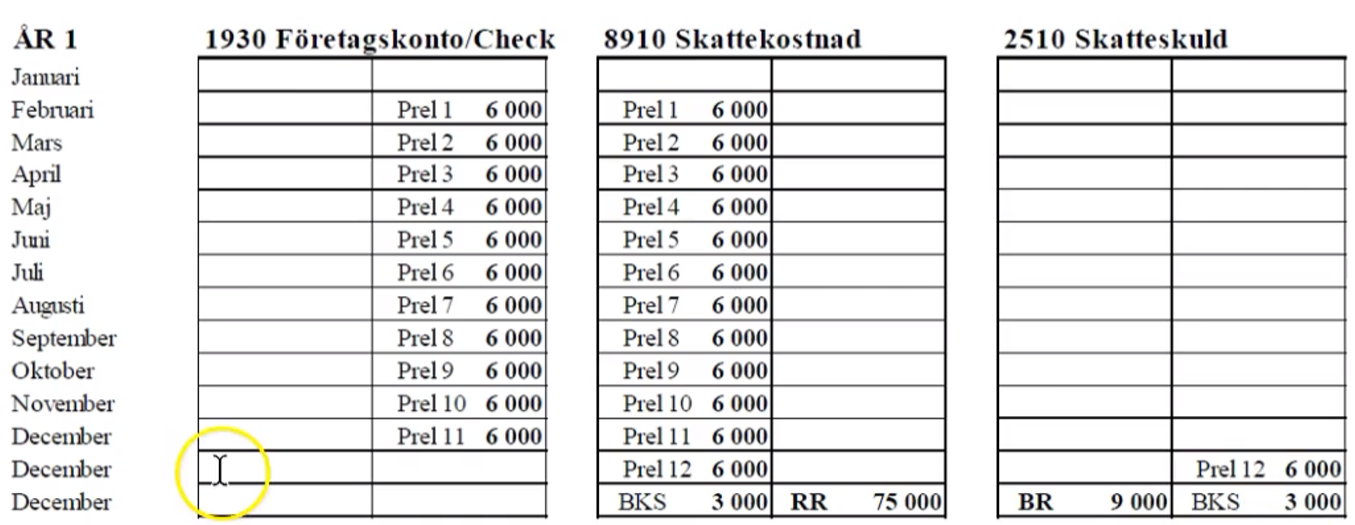 ÅR 1 1930 Företagskonto/Check 8910 Skattekostnad 2510 Skatteskuld
Januari
Februari Prel 1 6 000 Prel 1 6 000
Mars Prel 2 6 000 Prel 2 6 000
April Prel 3 6 000 Prel 3 6 000
Maj Prel 4 6 000 Prel 4 6 000
Juni Prel 5 6 000 Prel 5 6 000
Juli Prel 6 6 000 Prel 6 6 000
Augusti Prel 7 6 000 Prel 7 6 000
September Prel 8 6 000 Prel 8 6 000
Oktober Prel 9 6 000 Prel 9 6 000
November Prel 10 6 000 Prel 10 6 000
December Prel 11 6 000 Prel 11 6 000
December Prel 12 6 000 Prel 12 6 000
December BKS 3 000 RR 75 000 BR 9 000 BKS 3 000